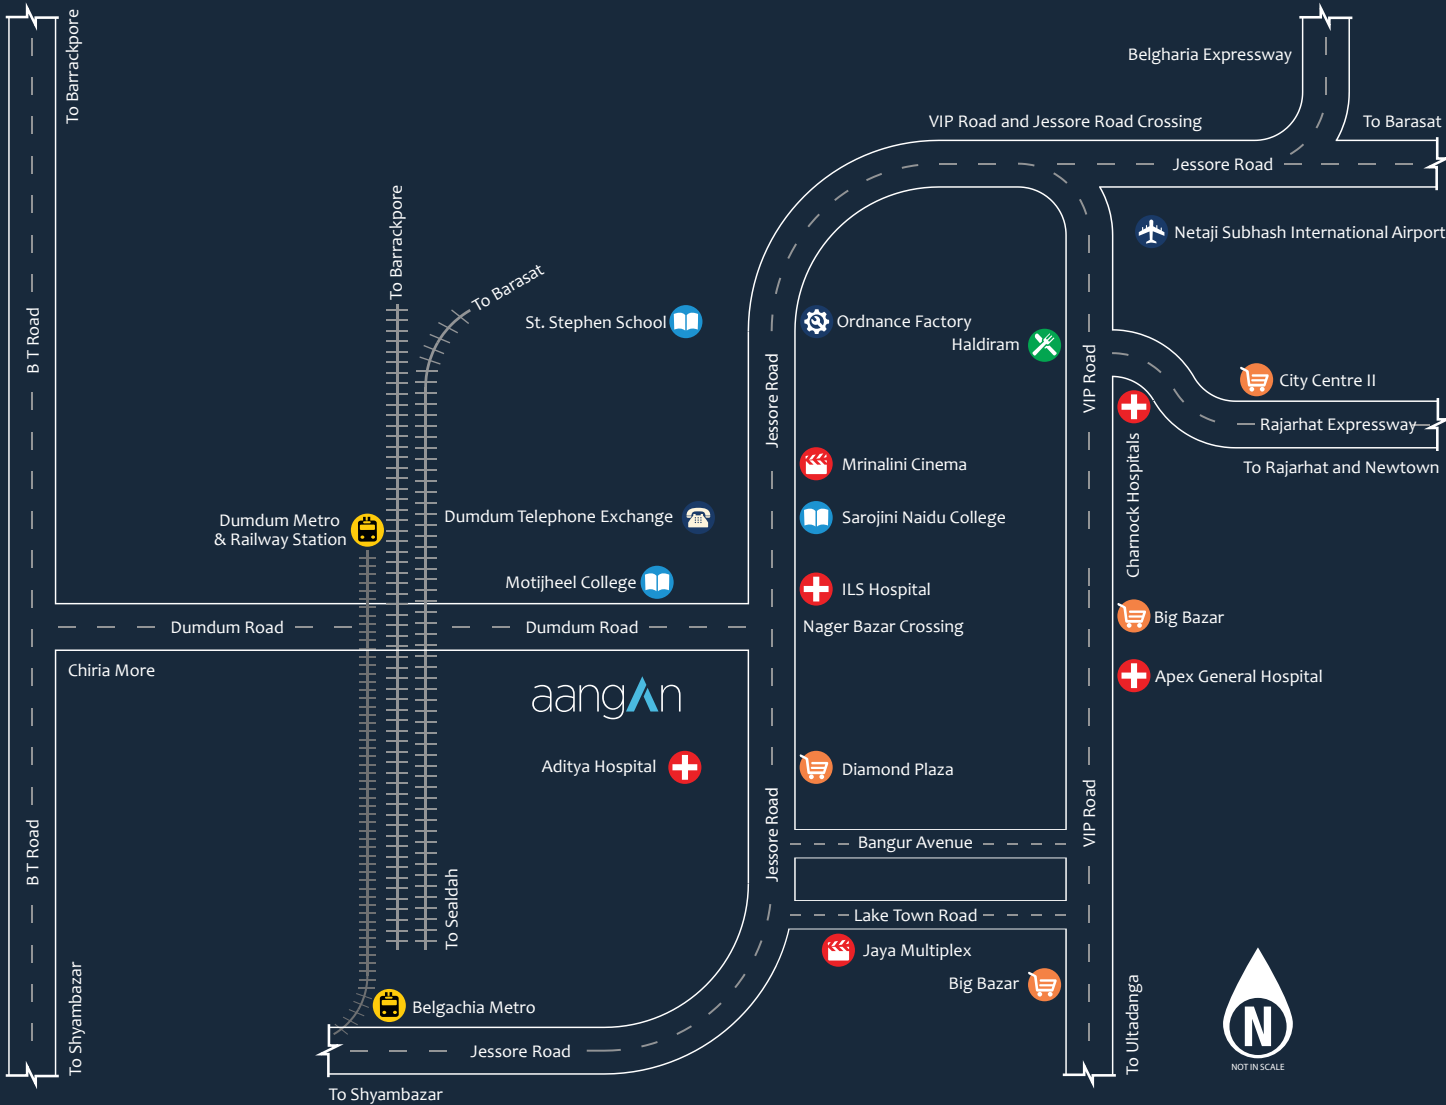 To Barrackpore
Belgharia Expressway
VIP Road and Jessore Road Crossing
To Barasat
Jessore Road
Netaji Subhash International Airport
To Barrackpore
To Barasat
St. Stephen School
Ordnance Factory
Haldiram
B T Road
Jessore Road
VIP Road
City Centre II
Rajarhat Expressway
To Rajarhat and Newtown
Charnock Hospitals
Mrinalini Cinema
Dumdum Metro
& Railway Station
Dumdum Telephone Exchange
Sarojini Naidu College
Motijheel College
ILS Hospital
Big Bazar
Dumdum Road
Dumdum Road
Nager Bazar Crossing
Chiria More
Apex General Hospital
aangan
Aditya Hospital
Diamond Plaza
B T Road
Jessore Road
VIP Road
Bangur Avenue
To Sealdah
Lake Town Road
Jaya Multiplex
Big Bazar
Belgachia Metro
To Shyambazar
Jessore Road
To Ultadanga
N
NOT IN SCALE
To Shyambazar